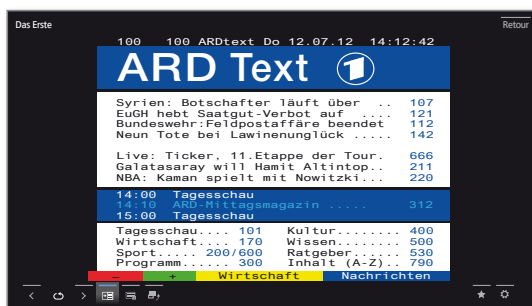 Das Erste
Retour
100 100 ARDtext Do 12.07.12 14:12:42
ARD Text 1
Syrien: Botschafter läuft über .. 107
EuGH hebt Saatgut-Verbot auf .... 121
Bundeswehr:Feldpostaffäre beendet 112
Neun Tote bei Lawinenunglück ..... 142
Live: Ticker, 11.Etappe der Tour. 666
Galatasaray will Hamit Altintop.. 211
NBA: Kaman spielt mit Nowitzki... 220
14:00 Tagesschau
14:10 ARD-Mittagsmagazin ..... 312
15:00 Tagesschau
Tagesschau.... 101 Kultur........ 400
Wirtschaft.... 170 Wissen........ 500
Sport..... 200/600 Ratgeber...... 530
Programm...... 300 Inhalt (A-Z).. 790
– + Wirtschaft Nachrichten